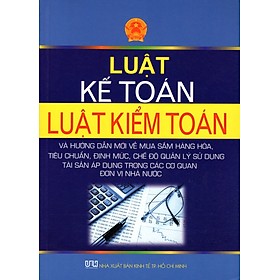 LUẬT
KẾ TOÁN
LUẬT KIỂM TOÁN
VÀ HƯỚNG DẪN MỚI VỀ MUA SẮM HÀNG HÓA,
TIÊU CHUẨN, ĐỊNH MỨC, CHẾ ĐỘ QUẢN LÝ SỬ DỤNG
TÀI SẢN ÁP DỤNG TRONG CÁC CƠ QUAN
ĐƠN VỊ NHÀ NƯỚC
NHÀ XUẤT BẢN KINH TẾ TP. HỒ CHÍ MINH